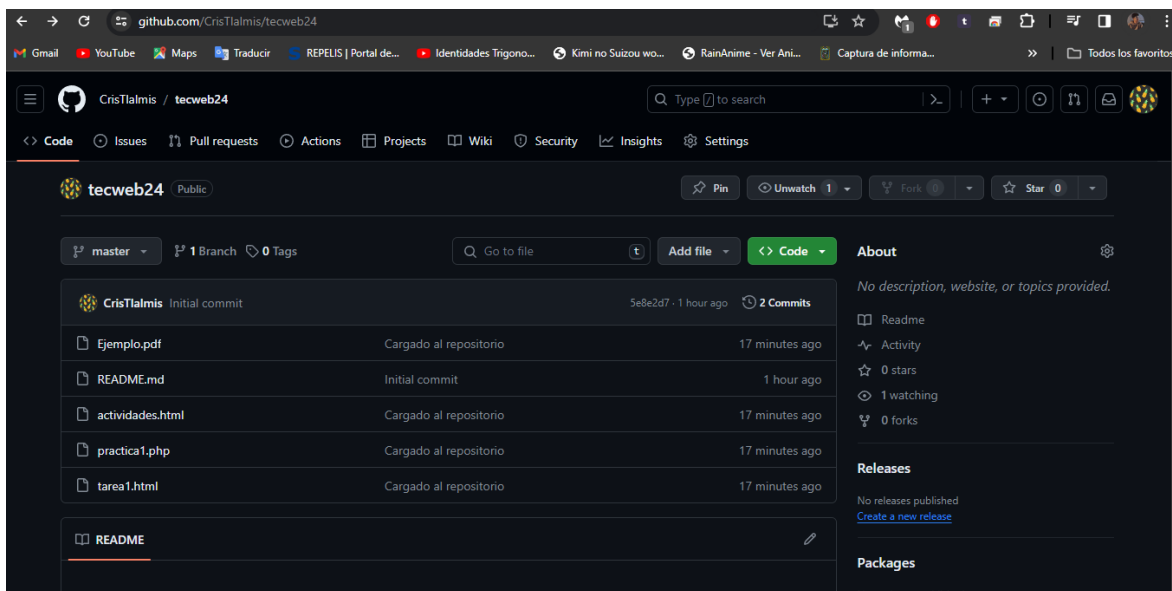 github.com/CrisTlalmis/tecweb24
Gmail YouTube Maps Traducir REPELIS | Portal de... Identidades Trigono... Kimi no Suizou wo... RainAnime - Ver Ani... Captura de informa... » Todos los favoritos
CrisTlalmis / tecweb24 Type / to search
<> Code Issues Pull requests Actions Projects Wiki Security Insights Settings
tecweb24 Public Pin Unwatch 1 Fork 0 Star 0
master 1 Branch 0 Tags Go to file t Add file <> Code
About
No description, website, or topics provided.
CrisTlalmis Initial commit 5e8e2d7 · 1 hour ago 2 Commits
Readme
Ejemplo.pdf Cargado al repositorio 17 minutes ago
Activity
0 stars
README.md Initial commit 1 hour ago
1 watching
actividades.html Cargado al repositorio 17 minutes ago
0 forks
practica1.php Cargado al repositorio 17 minutes ago
Releases
tarea1.html Cargado al repositorio 17 minutes ago
No releases published
Create a new release
README
Packages